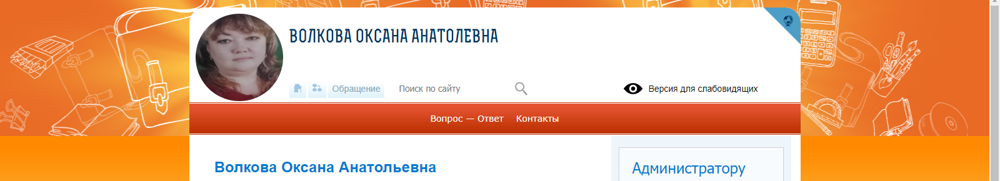 ВОЛКОВА ОКСАНА АНАТОЛЕВНА
Обращение Поиск по сайту Версия для слабовидящих
Вопрос — Ответ Контакты
Волкова Оксана Анатольевна
Администратору